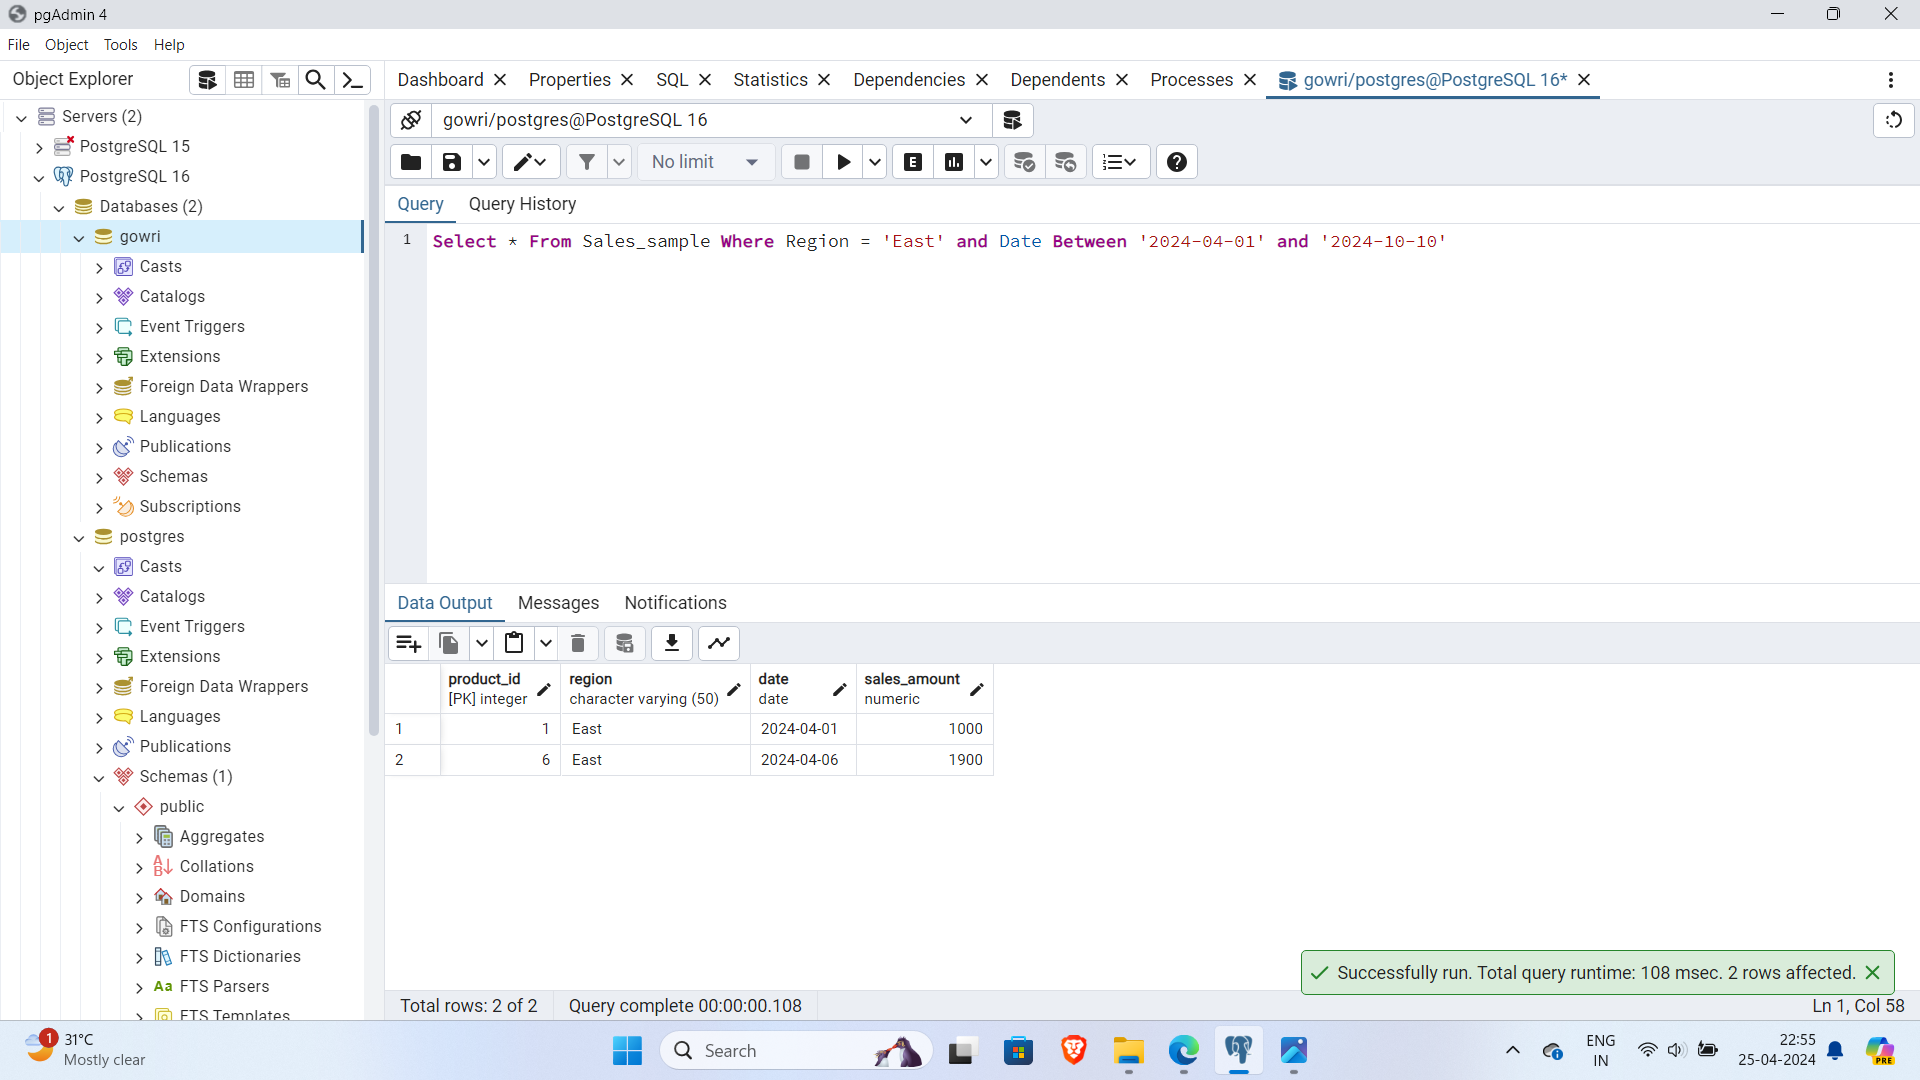 pgAdmin 4
File Object Tools Help
Object Explorer
Dashboard Properties SQL Statistics Dependencies Dependents Processes gowri/postgres@PostgreSQL 16*
Servers (2)
PostgreSQL 15
PostgreSQL 16
Databases (2)
gowri
Casts
Catalogs
Event Triggers
Extensions
Foreign Data Wrappers
Languages
Publications
Schemas
Subscriptions
postgres
Casts
Catalogs
Event Triggers
Extensions
Foreign Data Wrappers
Languages
Publications
Schemas (1)
public
Aggregates
Collations
Domains
FTS Configurations
FTS Dictionaries
Aa FTS Parsers
FTS Templates
gowri/postgres@PostgreSQL 16
No limit
E
Query Query History
1 Select * From Sales_sample Where Region = 'East' and Date Between '2024-04-01' and '2024-10-10'
Data Output Messages Notifications
product_id region date sales_amount
[PK] integer character varying (50) date numeric
1 1 East 2024-04-01 1000
2 6 East 2024-04-06 1900
Successfully run. Total query runtime: 108 msec. 2 rows affected.
Total rows: 2 of 2 Query complete 00:00:00.108 Ln 1, Col 58
1 31°C
Mostly clear
Search
ENG
IN
22:55
25-04-2024
PRE